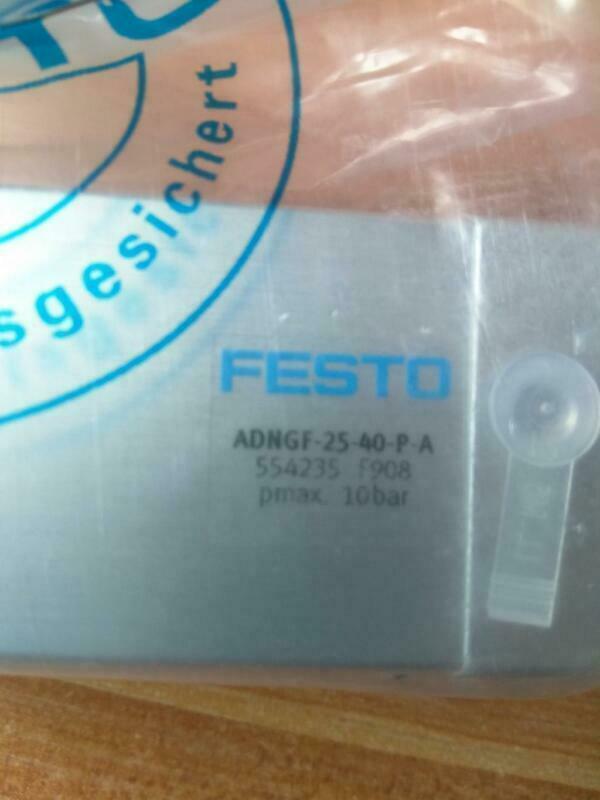 sgesichert
FESTO
ADNGF-25-40-P-A
554235 F908
pmax. 10bar